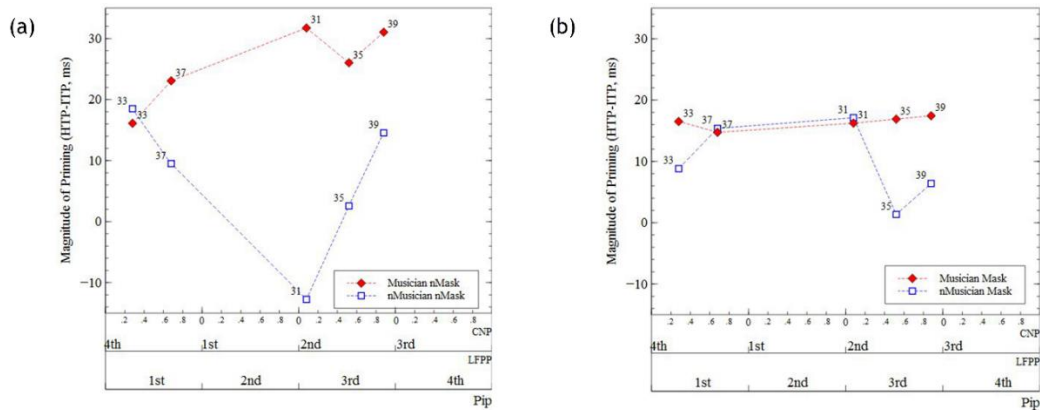 (a)
Magnitude of Priming (HTP-ITP, ms)
30
20
10
0
−10
33
33
37
37
31
31
35
35
39
39
Musician nMask
nMusician nMask
.2 .4 .6 .8 0 .2 .4 .6 .8 0 .2 .4 .6 .8 0 .2 .4 .6 .8
CNP
4th 1st 2nd 3rd
LFPP
1st 2nd 3rd 4th
Pip
(b)
Magnitude of Priming (HTP-ITP, ms)
30
20
10
0
−10
33
33
37
37
31
31
35
35
39
39
Musician Mask
nMusician Mask
.2 .4 .6 .8 0 .2 .4 .6 .8 0 .2 .4 .6 .8 0 .2 .4 .6 .8
CNP
4th 1st 2nd 3rd
LFPP
1st 2nd 3rd 4th
Pip